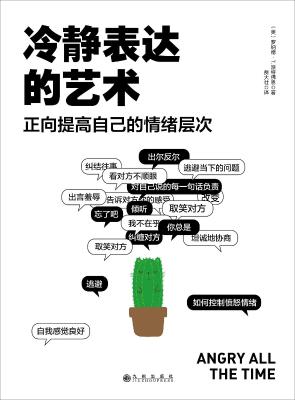 冷静表达
的艺术
正向提高自己的情绪层次
(美)罗纳德·T.波特-埃夫隆 著
蔡天仕 译
出尔反尔
纠结往事
逃避当下的问题
看对方不顺眼
对自己说的每一句话负责
出言羞辱
告诉对方你的感受
改变
忘了吧
倾听
取笑对方
我不在乎
你总是
纠缠对方
坦诚地协商
取笑对方
逃避
如何控制愤怒情绪
自我感觉良好
ANGRY ALL
THE TIME
九州出版社
JIUZHOUPRESS